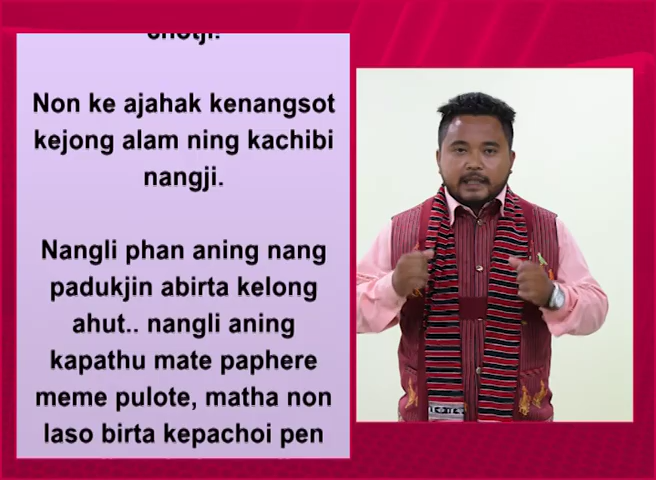 Non ke ajahak kenangsot
kejong alam ning kachibi
nangji.
Nangli phan aning nang
padukjin abirta kelong
ahut.. nangli aning
kapathu mate paphere
meme pulote, matha non
laso birta kepachoi pen